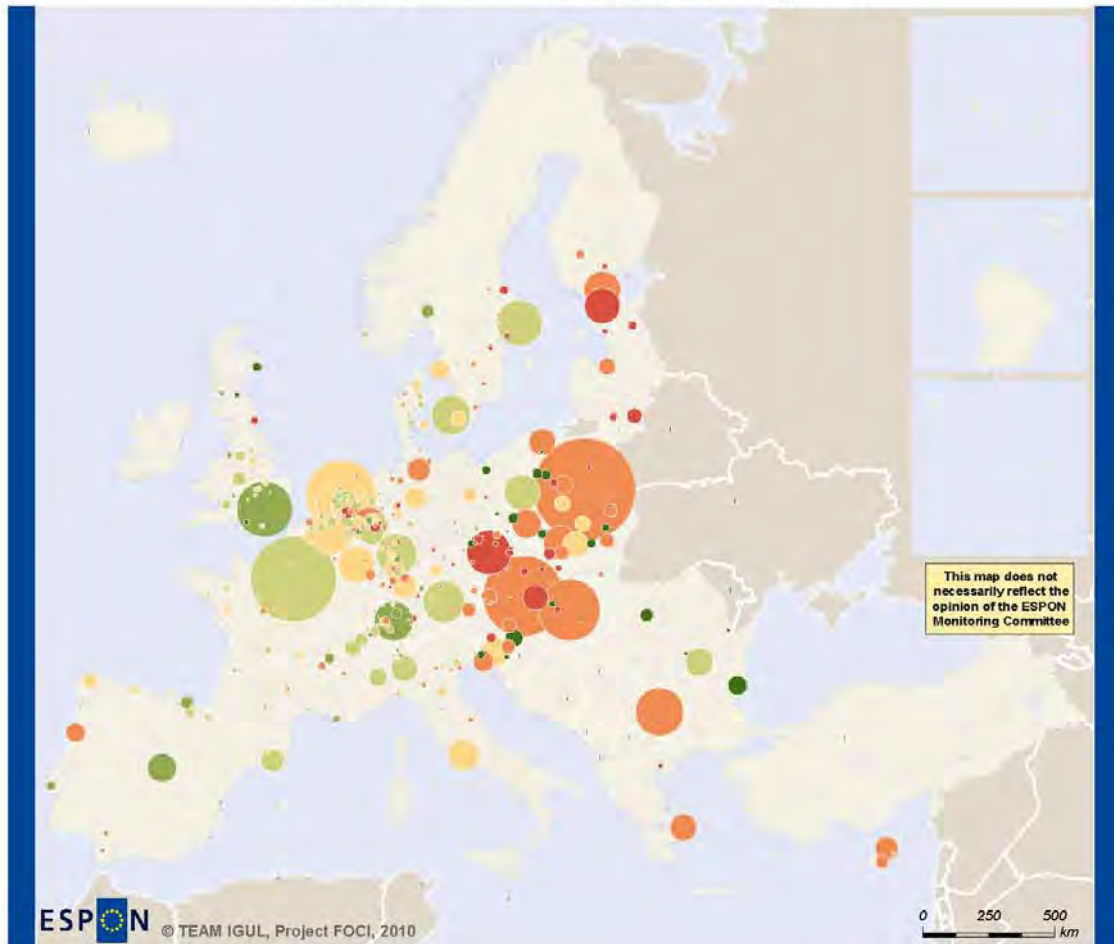 This map does not
necessarily reflect the
opinion of the ESPON
Monitoring Committee
ESPON © TEAM IGUL, Project FOCI, 2010
0 250 500
km